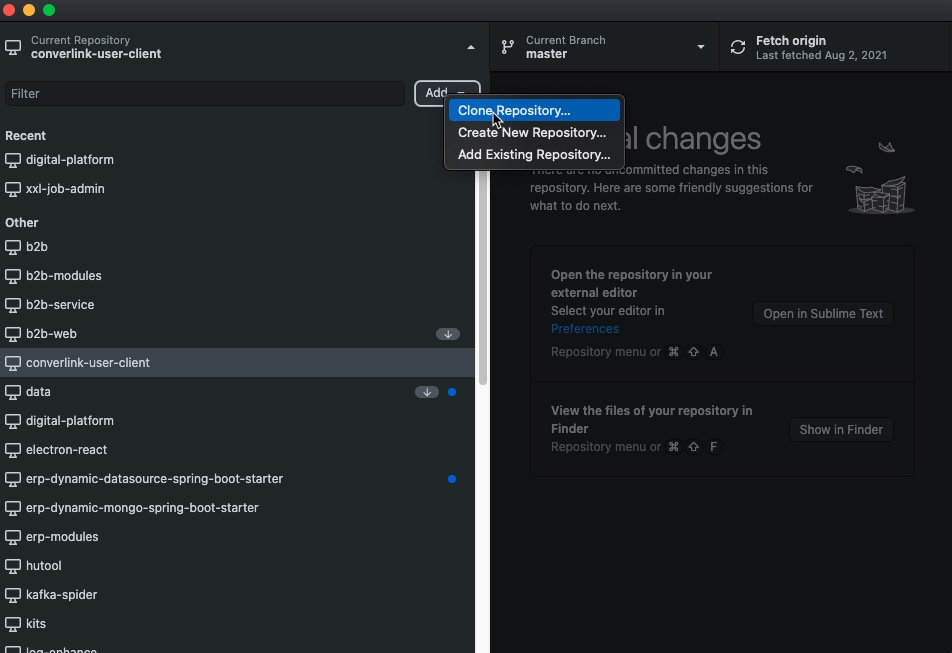 Current Repository
converlink-user-client
Current Branch
master
Fetch origin
Last fetched Aug 2, 2021
Filter
Add
Clone Repository...
Create New Repository...
Add Existing Repository...
Recent
digital-platform
xxl-job-admin
Other
b2b
b2b-modules
b2b-service
b2b-web
converlink-user-client
data
digital-platform
electron-react
erp-dynamic-datasource-spring-boot-starter
erp-dynamic-mongo-spring-boot-starter
erp-modules
hutool
kafka-spider
kits
log-enhance
changes
There are no uncommitted changes in this
repository. Here are some friendly suggestions for
what to do next.
Open the repository in your
external editor
Select your editor in
Preferences
Repository menu or ⌘ ⇧ A
Open in Sublime Text
View the files of your repository in
Finder
Repository menu or ⌘ ⇧ F
Show in Finder